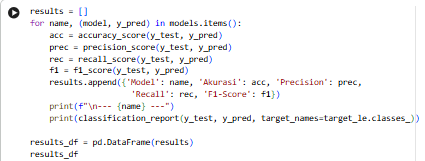 results = []
for name, (model, y_pred) in models.items():
    acc = accuracy_score(y_test, y_pred)
    prec = precision_score(y_test, y_pred)
    rec = recall_score(y_test, y_pred)
    f1 = f1_score(y_test, y_pred)
    results.append({'Model': name, 'Akurasi': acc, 'Precision': prec,
                    'Recall': rec, 'F1-Score': f1})
    print(f"\n--- {name} ---")
    print(classification_report(y_test, y_pred, target_names=target_le.classes_))
results_df = pd.DataFrame(results)
results_df